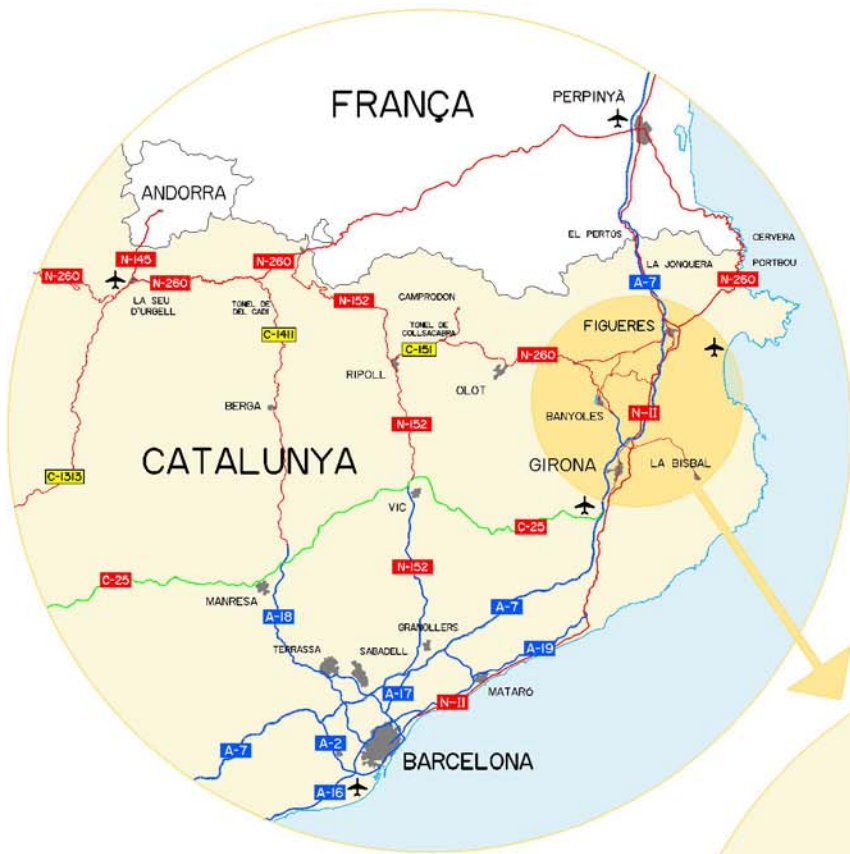 FRANÇA
PERPINYÀ
ANDORRA
EL PERTÚS
CERVERA
PORTBOU
LA JONQUERA
N-145
N-260
N-260
N-260
N-260
A-7
LA SEU
D'URGELL
TONEL DE
DEL CADÍ
N-152
CAMPRODON
TONEL DE
COLLSACABRA
C-1411
C-151
FIGUERES
N-260
RIPOLL
OLOT
BERGA
BANYOLES
N-II
N-152
CATALUNYA
C-1313
GIRONA
LA BISBAL
VIC
C-25
C-25
N-152
MANRESA
A-18
A-7
GRANOLLERS
TERRASSA
SABADELL
A-19
A-17
MATARÓ
N-II
A-7
A-2
BARCELONA
A-16